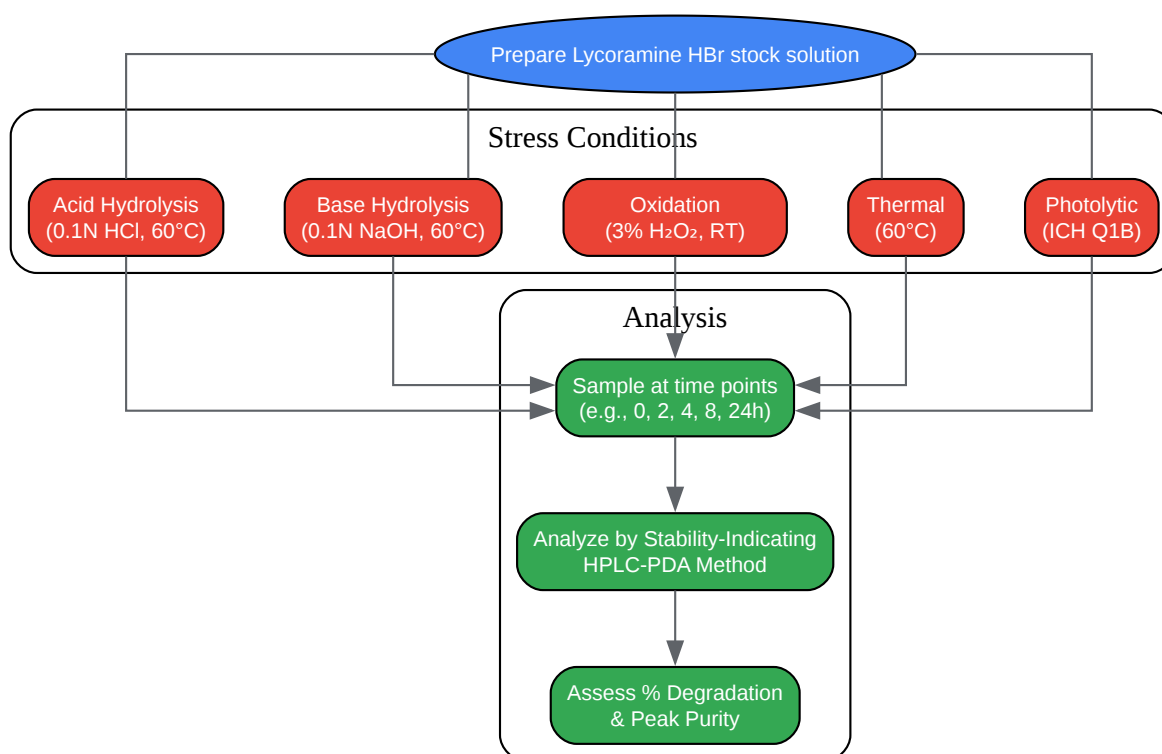 Prepare Lycoramine HBr stock solution
Stress Conditions
Acid Hydrolysis
(0.1N HCl, 60°C)
Base Hydrolysis
(0.1N NaOH, 60°C)
Oxidation
(3% H₂O₂, RT)
Thermal
(60°C)
Photolytic
(ICH Q1B)
Analysis
Sample at time points
(e.g., 0, 2, 4, 8, 24h)
Analyze by Stability-Indicating
HPLC-PDA Method
Assess % Degradation
& Peak Purity